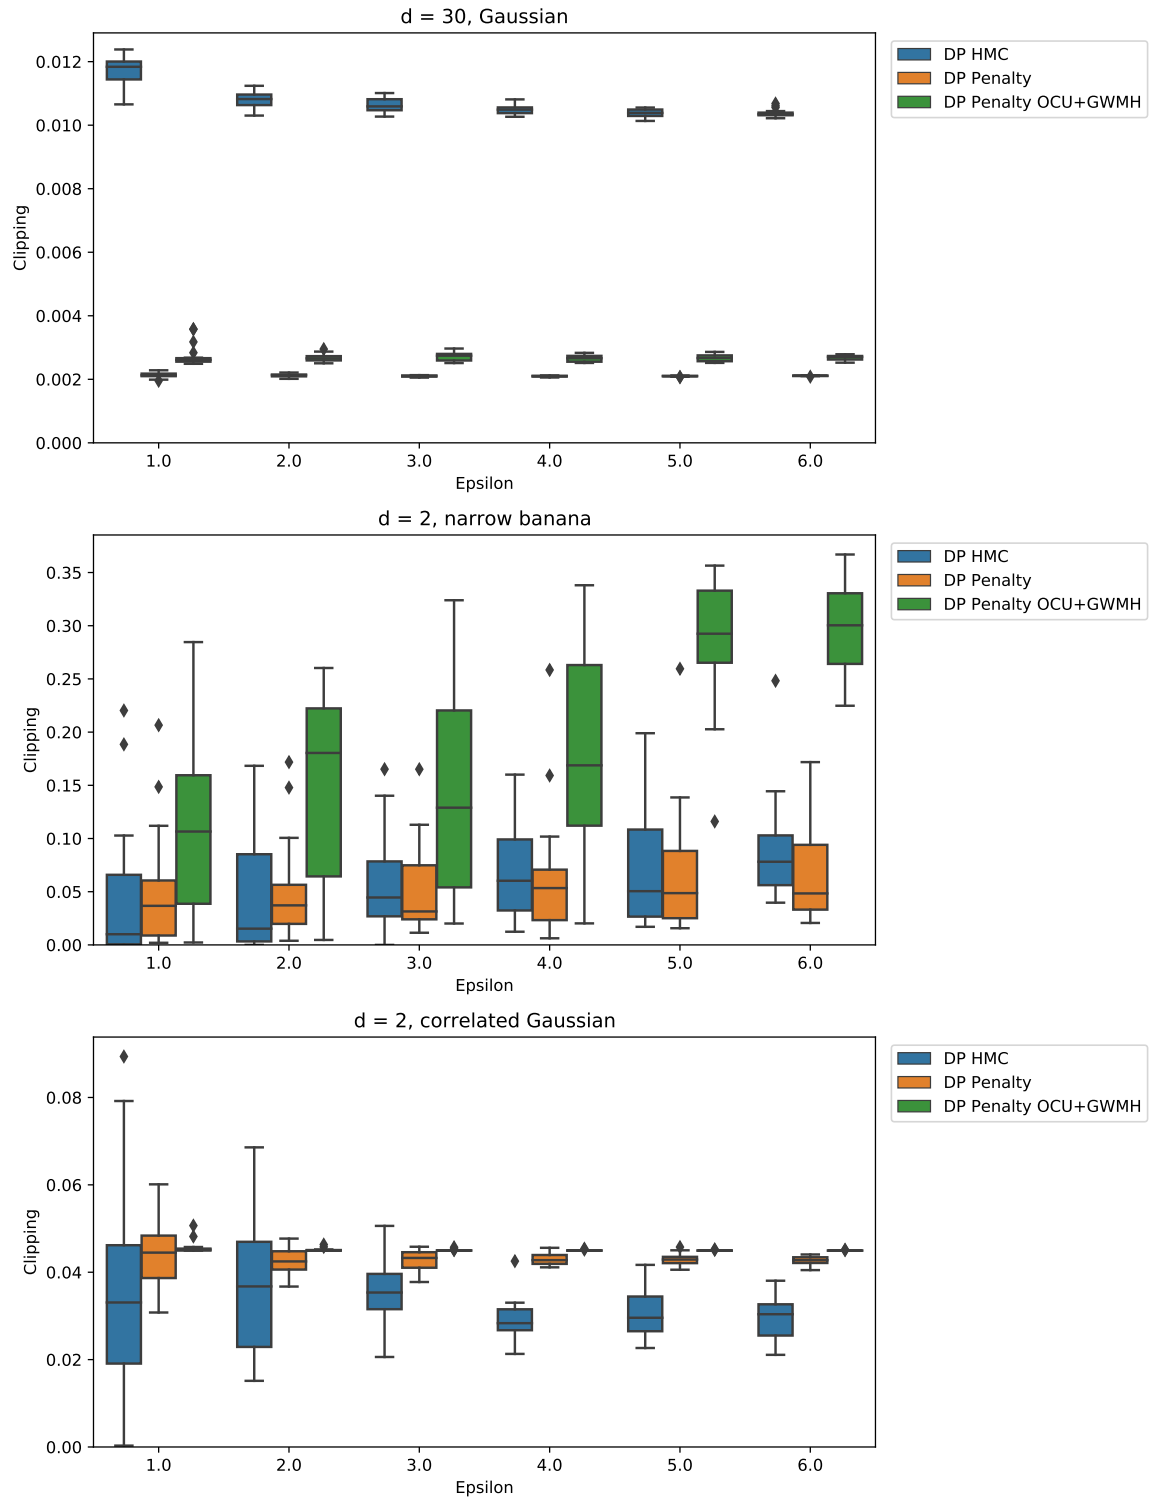 d = 30, Gaussian
Clipping
0.012
0.010
0.008
0.006
0.004
0.002
0.000
1.0 2.0 3.0 4.0 5.0 6.0
Epsilon
DP HMC
DP Penalty
DP Penalty OCU+GWMH
d = 2, narrow banana
Clipping
0.35
0.30
0.25
0.20
0.15
0.10
0.05
0.00
1.0 2.0 3.0 4.0 5.0 6.0
Epsilon
DP HMC
DP Penalty
DP Penalty OCU+GWMH
d = 2, correlated Gaussian
Clipping
0.08
0.06
0.04
0.02
0.00
1.0 2.0 3.0 4.0 5.0 6.0
Epsilon
DP HMC
DP Penalty
DP Penalty OCU+GWMH